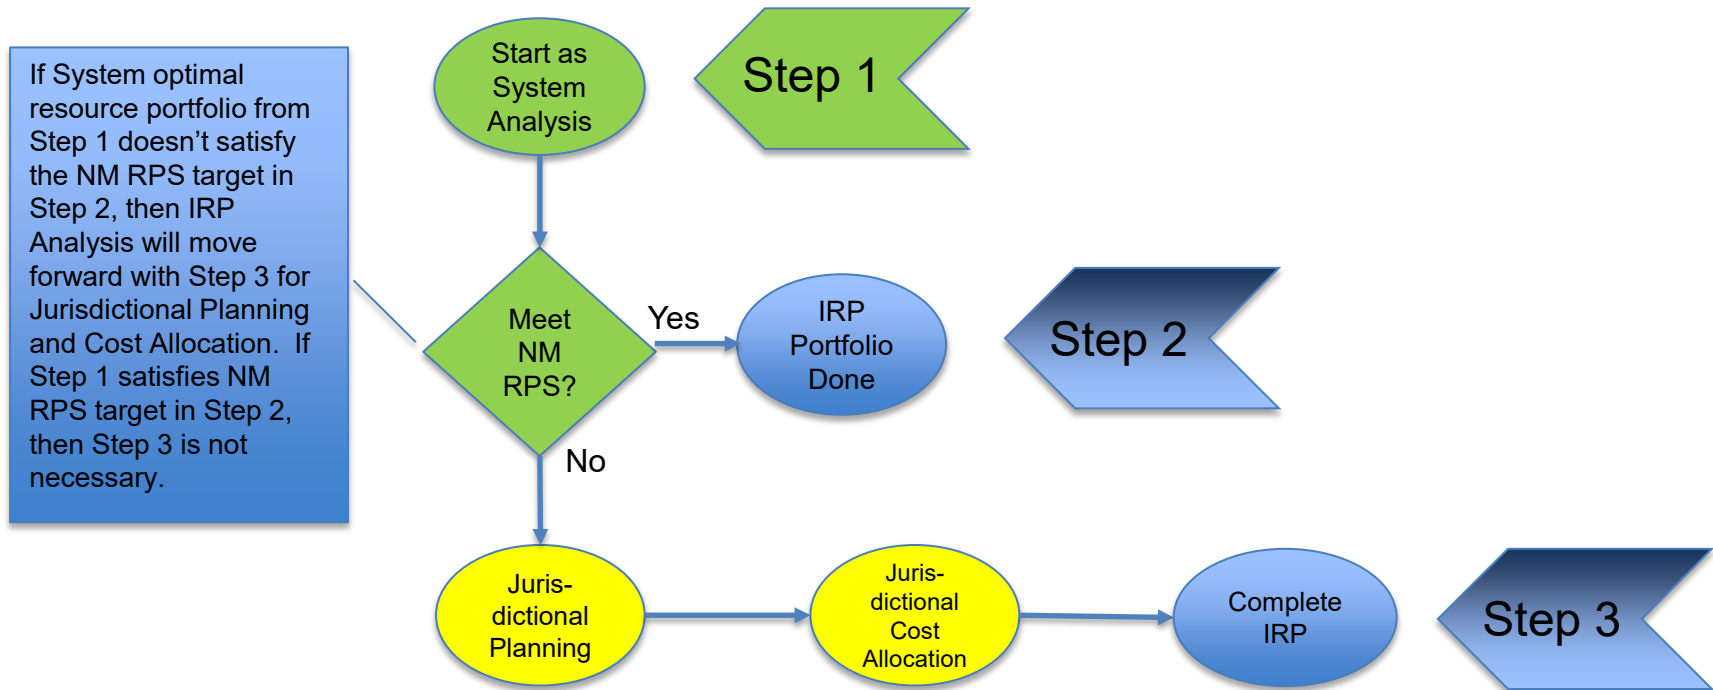 If System optimal
resource portfolio from
Step 1 doesn’t satisfy
the NM RPS target in
Step 2, then IRP
Analysis will move
forward with Step 3 for
Jurisdictional Planning
and Cost Allocation.  If
Step 1 satisfies NM
RPS target in Step 2,
then Step 3 is not
necessary.
Start as
System
Analysis
Step 1
Meet
NM
RPS?
Yes
IRP
Portfolio
Done
Step 2
No
Juris-
dictional
Planning
Juris-
dictional
Cost
Allocation
Complete
IRP
Step 3